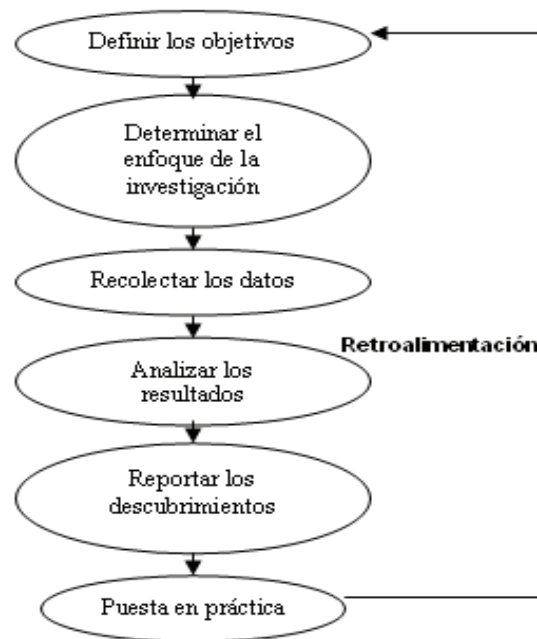 Definir los objetivos
Determinar el
enfoque de la
investigación
Recolectar los datos
Retroalimentación
Analizar los
resultados
Reportar los
descubrimientos
Puesta en práctica